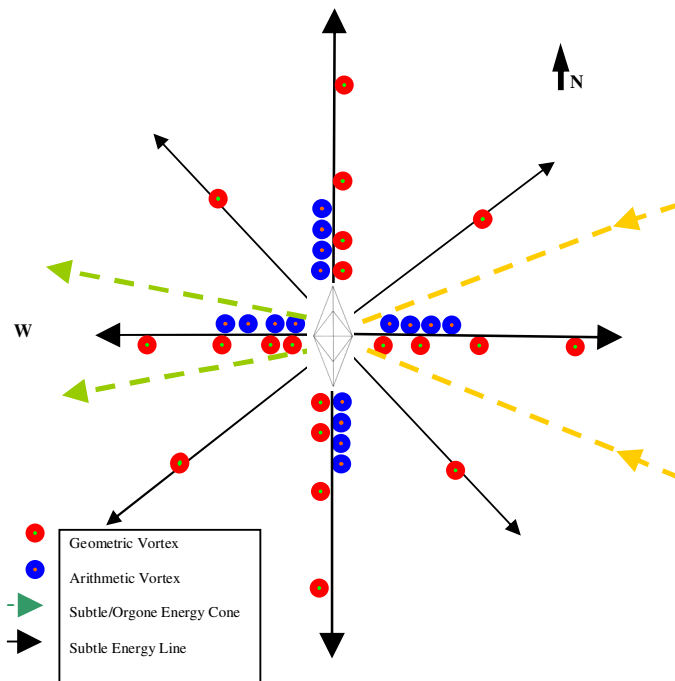 N
W
Geometric Vortex
Arithmetic Vortex
Subtle/Orgone Energy Cone
Subtle Energy Line